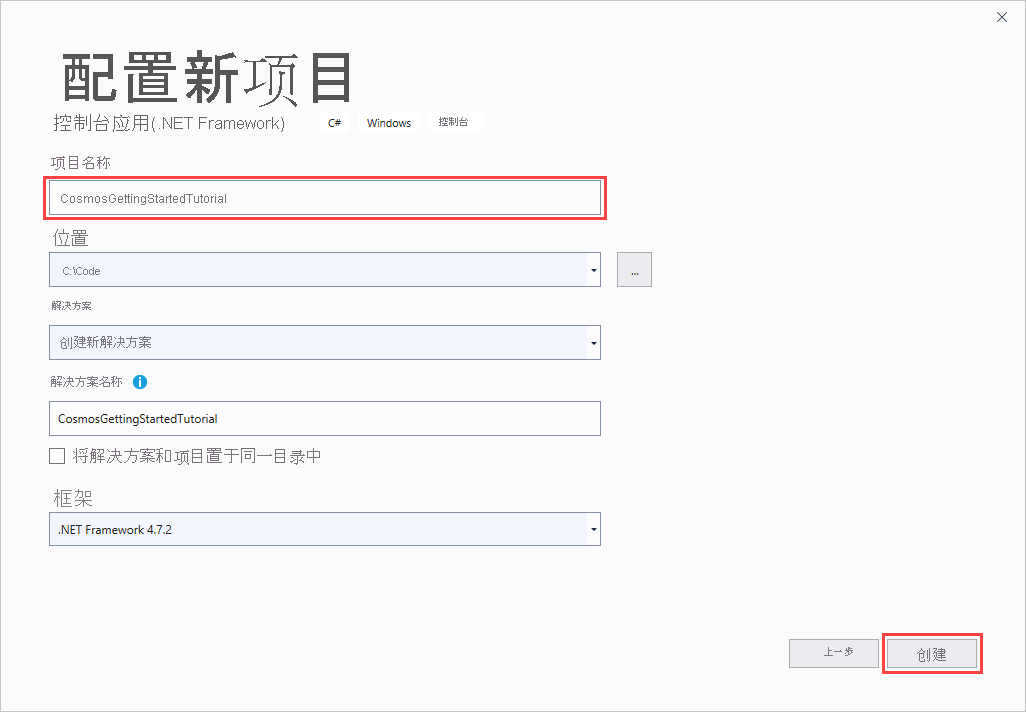 配置新项目
控制台应用(.NET Framework) C# Windows 控制台
项目名称
CosmosGettingStartedTutorial
位置
C:\Code
...
解决方案
创建新解决方案
解决方案名称
CosmosGettingStartedTutorial
将解决方案和项目置于同一目录中
框架
.NET Framework 4.7.2
上一步 创建